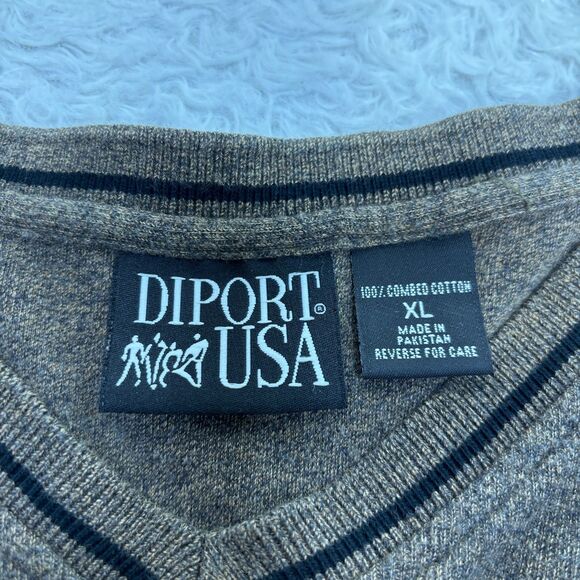 DIPORT®
USA
100% COMBED COTTON
XL
MADE IN
PAKISTAN
REVERSE FOR CARE